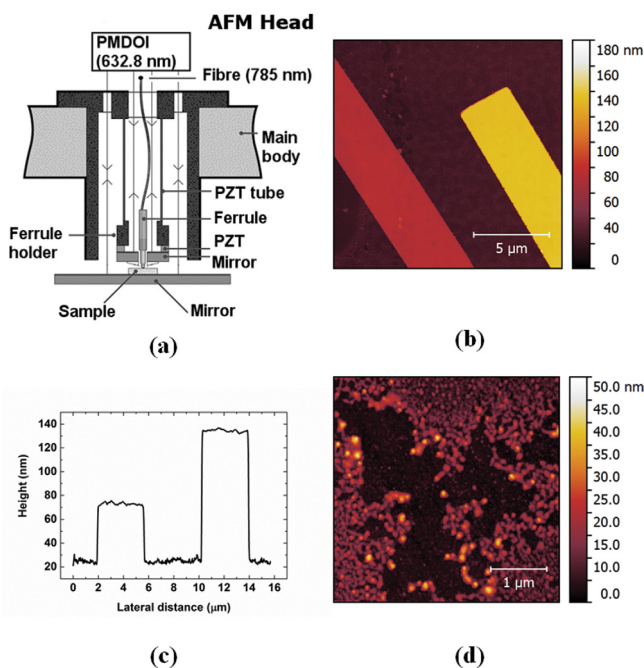 AFM Head
PMDOI
(632.8 nm)
Fibre (785 nm)
Main
body
PZT tube
Ferrule
Ferrule
holder
PZT
Mirror
Sample
Mirror
(a)
5 µm
180 nm
160
140
120
100
80
60
40
0
(b)
Height (nm)
140
120
100
80
60
40
20
0 2 4 6 8 10 12 14 16
Lateral distance (µm)
(c)
1 µm
50.0 nm
45.0
40.0
35.0
30.0
25.0
20.0
15.0
10.0
0.0
(d)